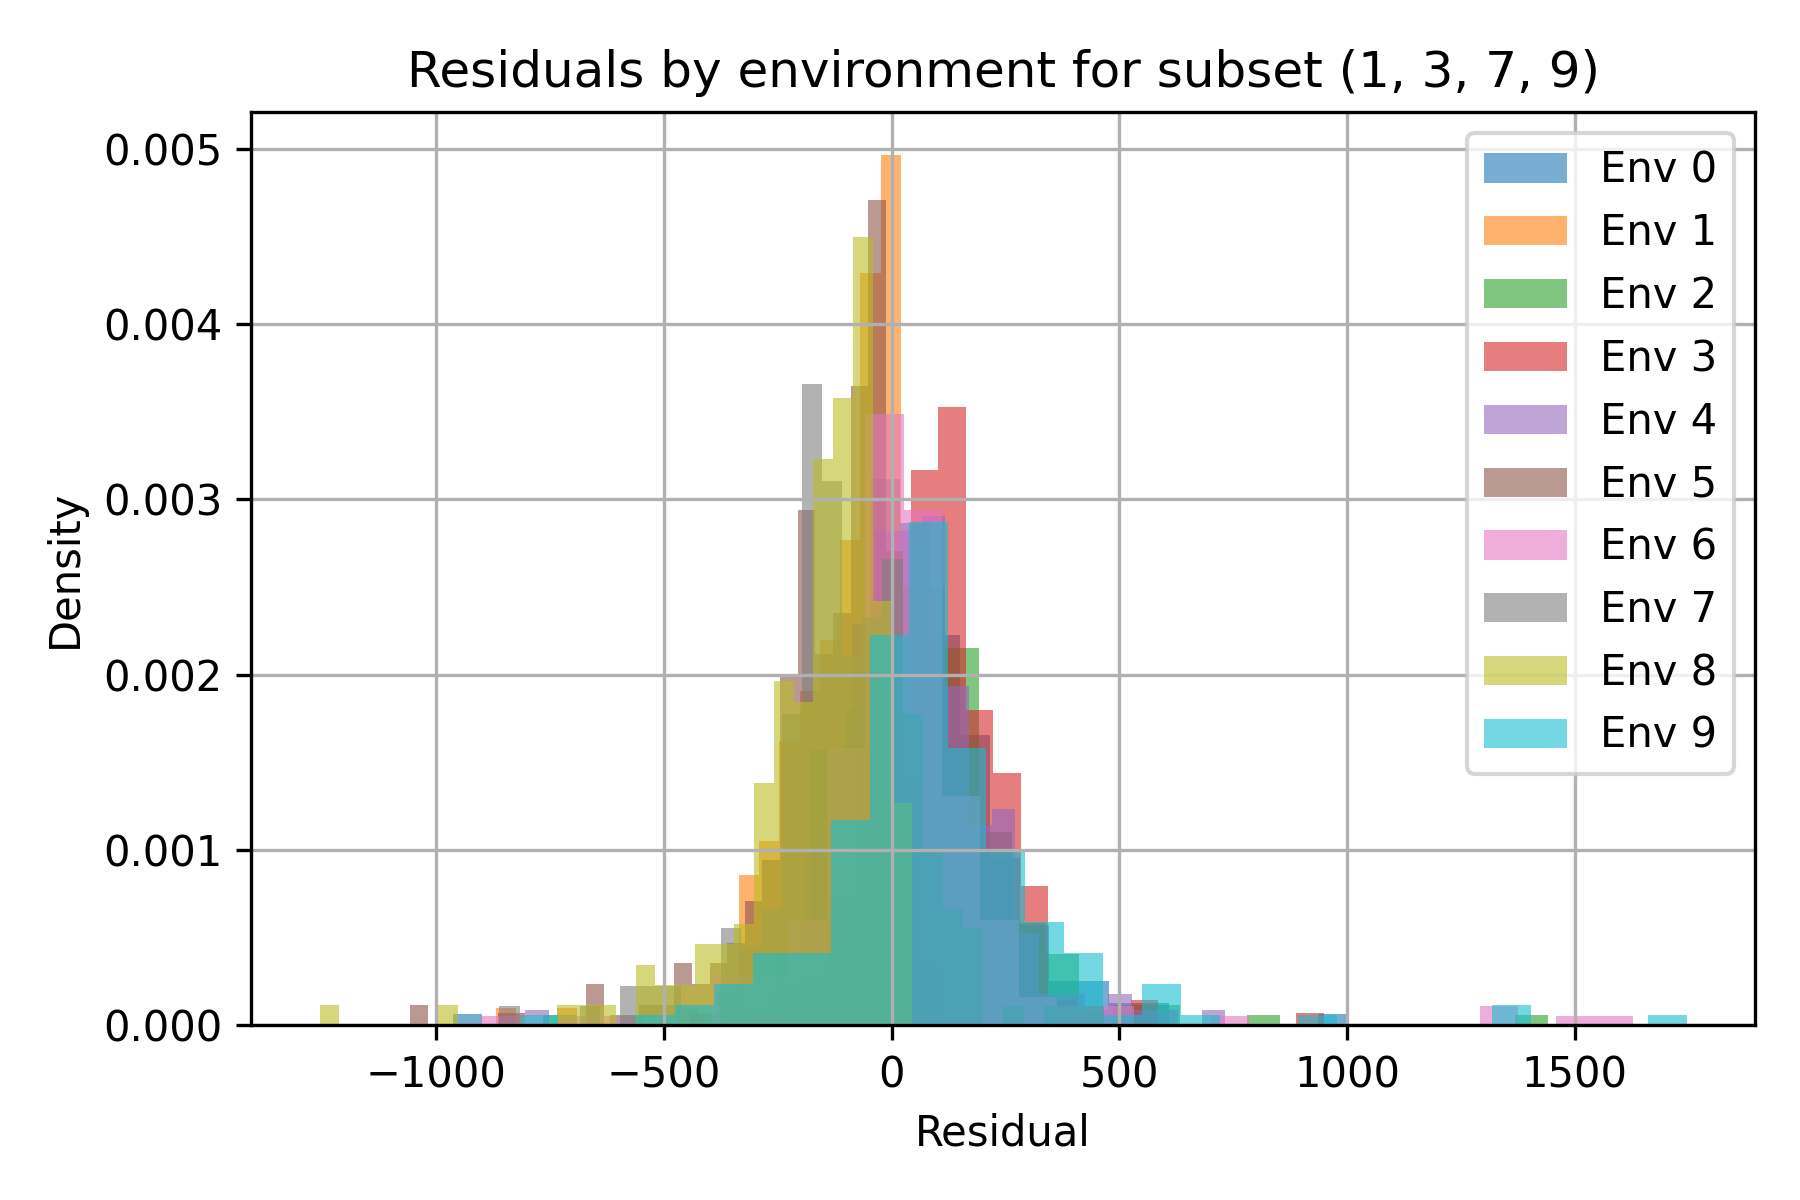 Residuals by environment for subset (1, 3, 7, 9)
Density
0.005
0.004
0.003
0.002
0.001
0.000
−1000
−500
0
500
1000
1500
Residual
Env 0
Env 1
Env 2
Env 3
Env 4
Env 5
Env 6
Env 7
Env 8
Env 9